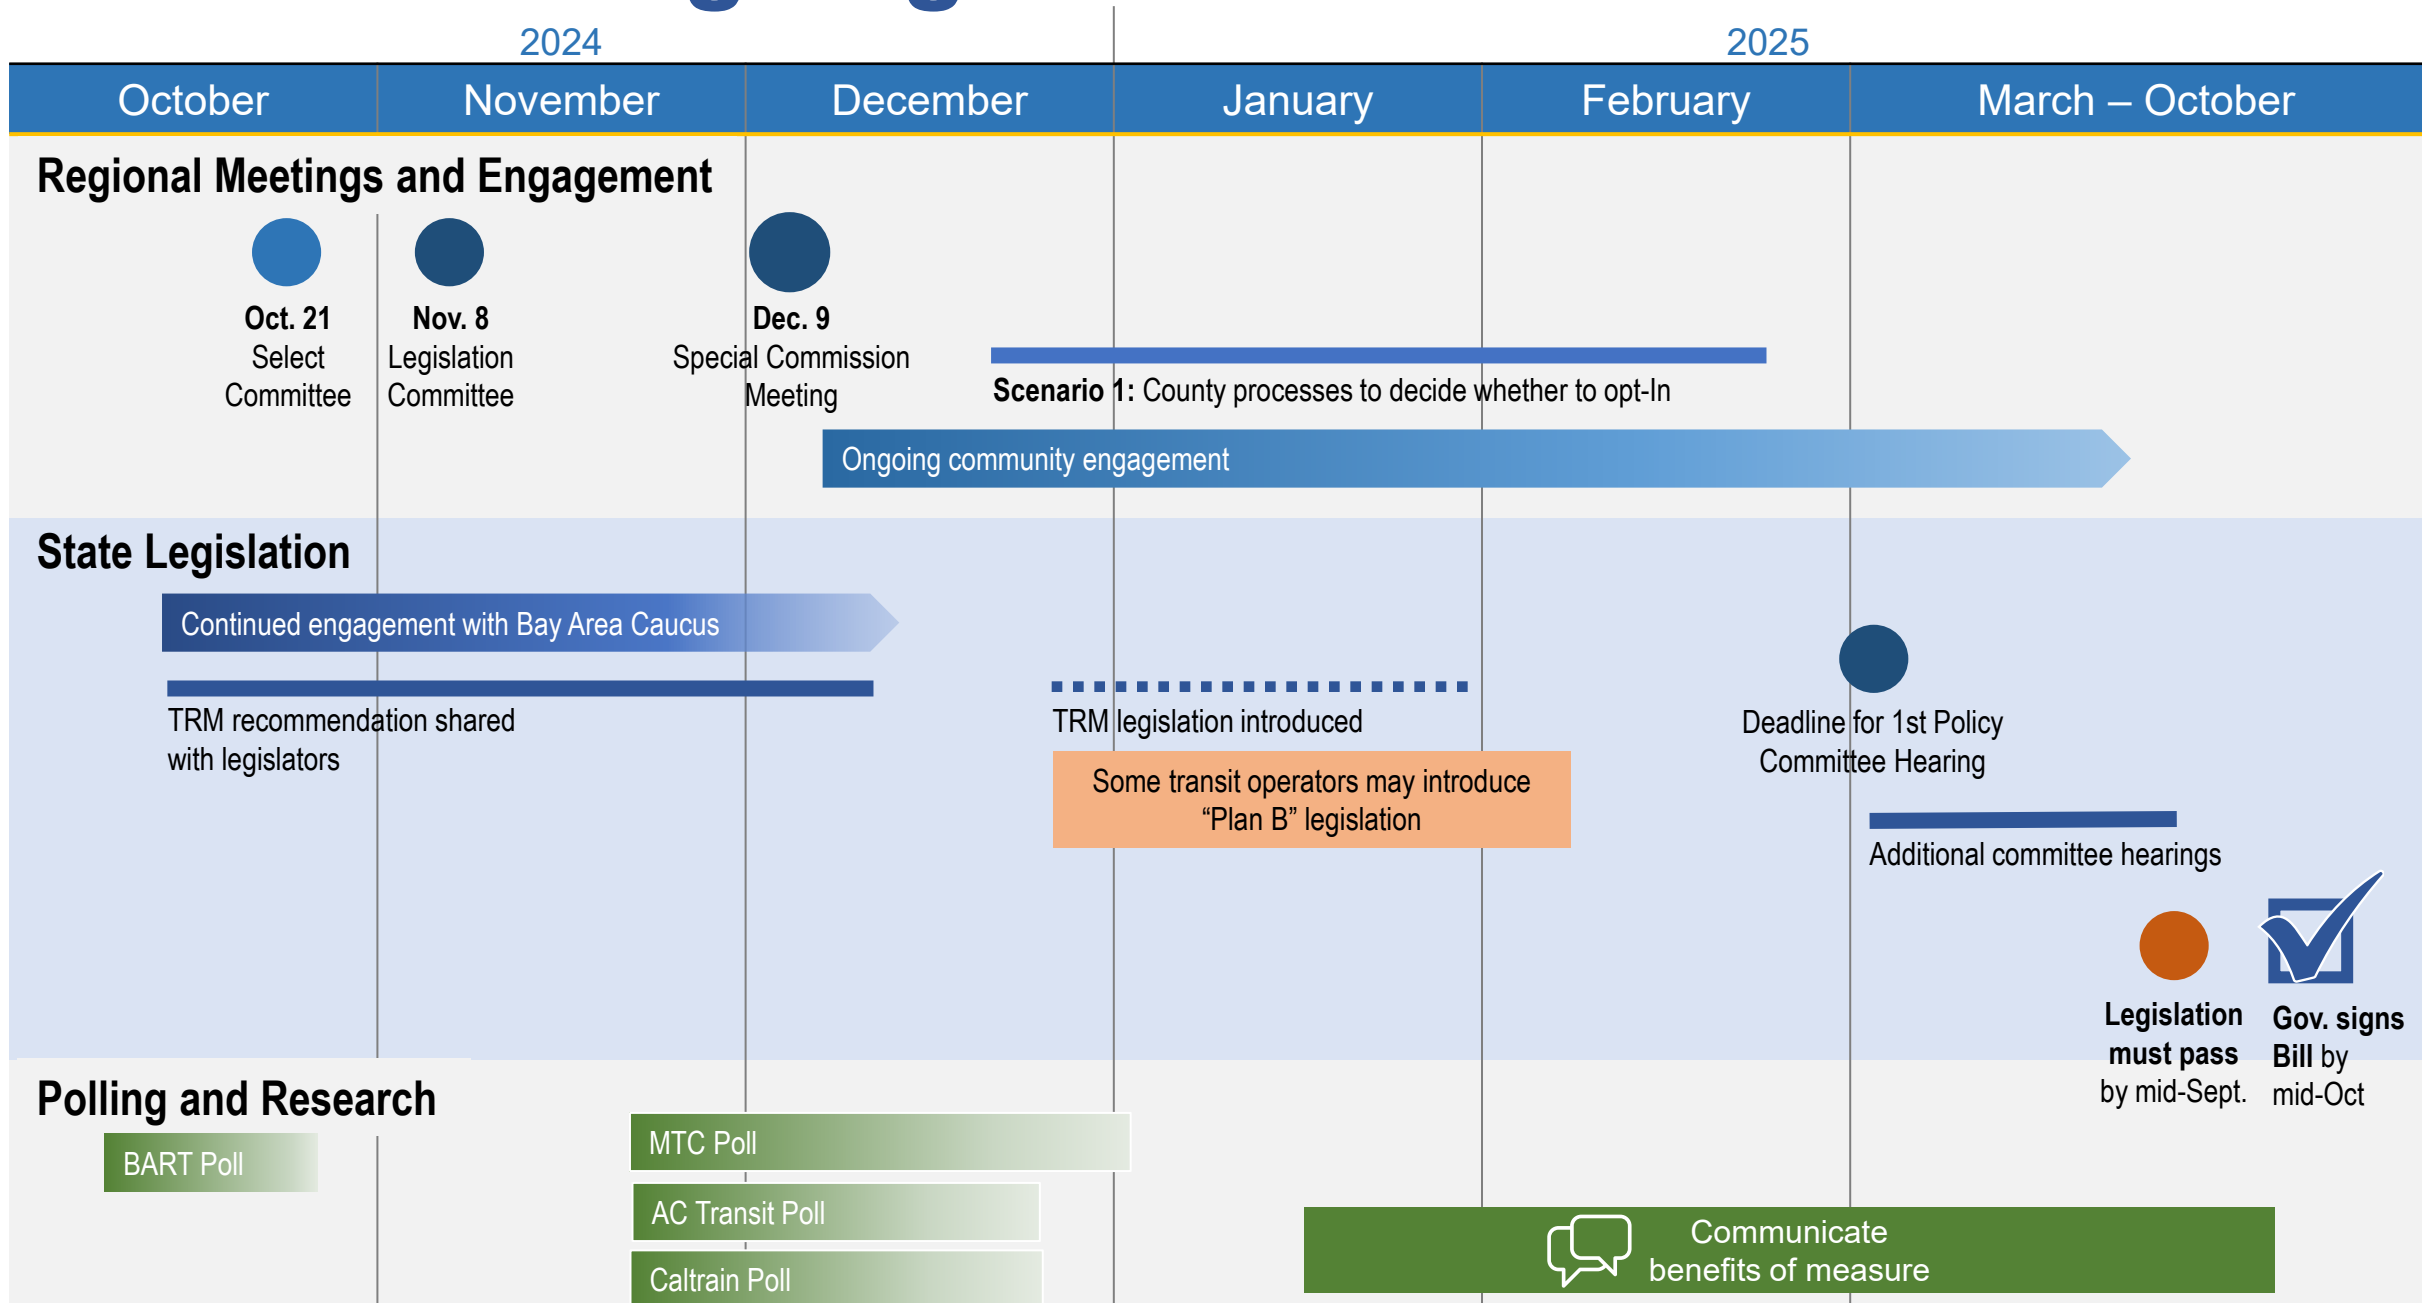 2024
2025
October
November
December
January
February
March – October
Regional Meetings and Engagement
Oct. 21
Select
Committee
Nov. 8
Legislation
Committee
Dec. 9
Special Commission
Meeting
Scenario 1: County processes to decide whether to opt-In
Ongoing community engagement
State Legislation
Continued engagement with Bay Area Caucus
TRM recommendation shared
with legislators
TRM legislation introduced
Some transit operators may introduce
“Plan B” legislation
Deadline for 1st Policy
Committee Hearing
Additional committee hearings
Legislation
must pass
by mid-Sept.
Gov. signs
Bill by
mid-Oct
Polling and Research
BART Poll
MTC Poll
AC Transit Poll
Caltrain Poll
Communicate
benefits of measure